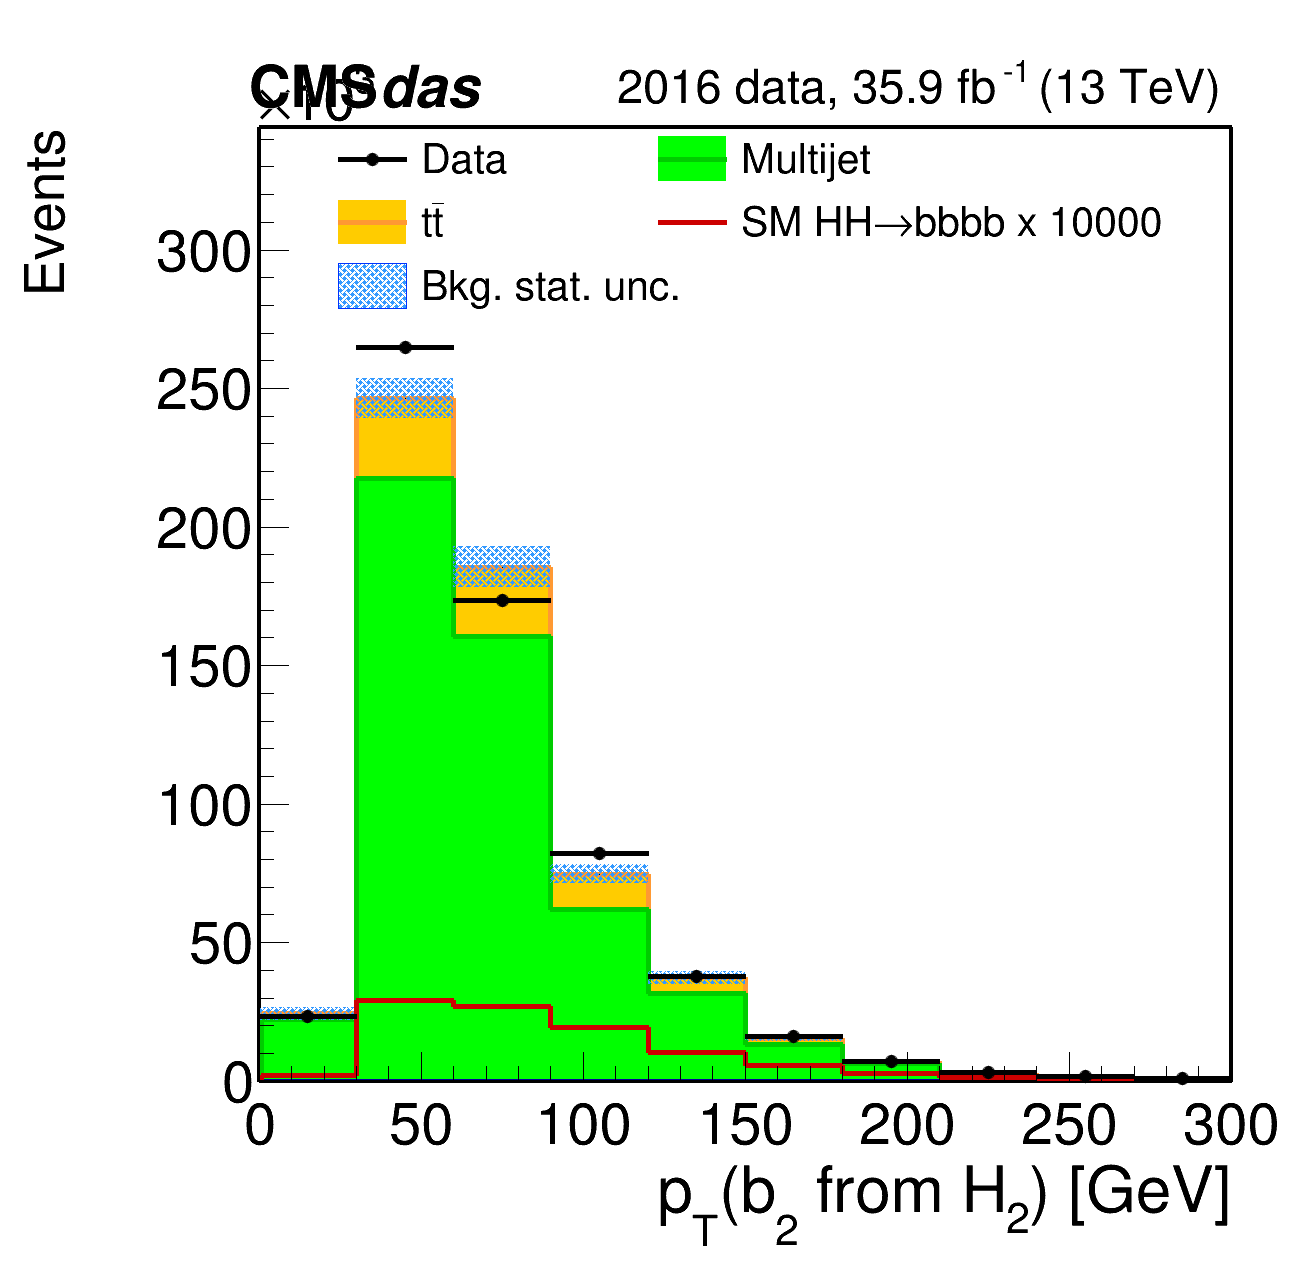 CMS das 2016 data, 35.9 fb-1 (13 TeV)
×10
Events
Data Multijet
tt̄ SM HH→bbbb x 10000
Bkg. stat. unc.
300
250
200
150
100
50
0
0 50 100 150 200 250 300
pT(b2 from H2) [GeV]